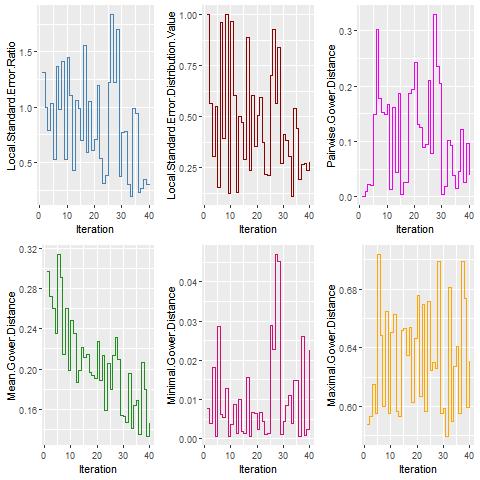 Local.Standard.Error.Ratio
1.5
1.0
0.5
0 10 20 30 40
Iteration
Local.Standard.Error.Distribution.Value
1.00
0.75
0.50
0.25
0 10 20 30 40
Iteration
Pairwise.Gower.Distance
0.3
0.2
0.1
0.0
0 10 20 30 40
Iteration
Mean.Gower.Distance
0.32
0.28
0.24
0.20
0.16
0 10 20 30 40
Iteration
Minimal.Gower.Distance
0.04
0.03
0.02
0.01
0.00
0 10 20 30 40
Iteration
Maximal.Gower.Distance
0.68
0.64
0.60
0 10 20 30 40
Iteration